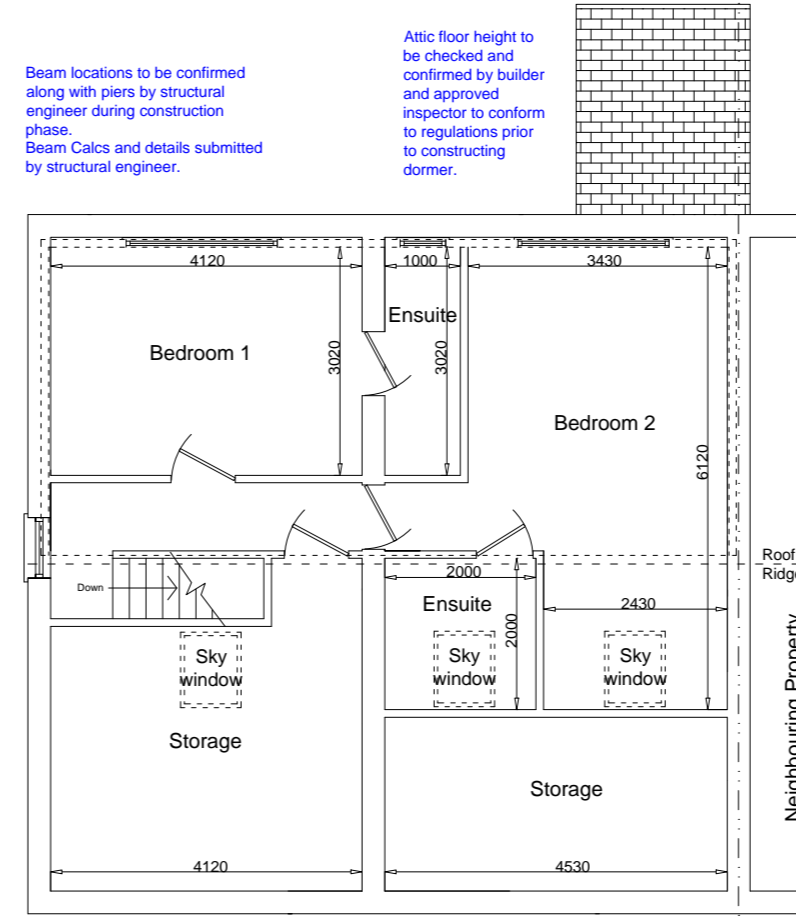 Beam locations to be confirmed
along with piers by structural
engineer during construction
phase.
Beam Calcs and details submitted
by structural engineer.
Attic floor height to
be checked and
confirmed by builder
and approved
inspector to conform
to regulations prior
to constructing
dormer.
4120
1000
3430
Ensuite
Bedroom 1
3020
3020
Bedroom 2
6120
Roof
Ridge
Down
2000
Ensuite
2000
2430
Sky
window
Sky
window
Sky
window
Neighbouring Property
Storage
Storage
4120
4530